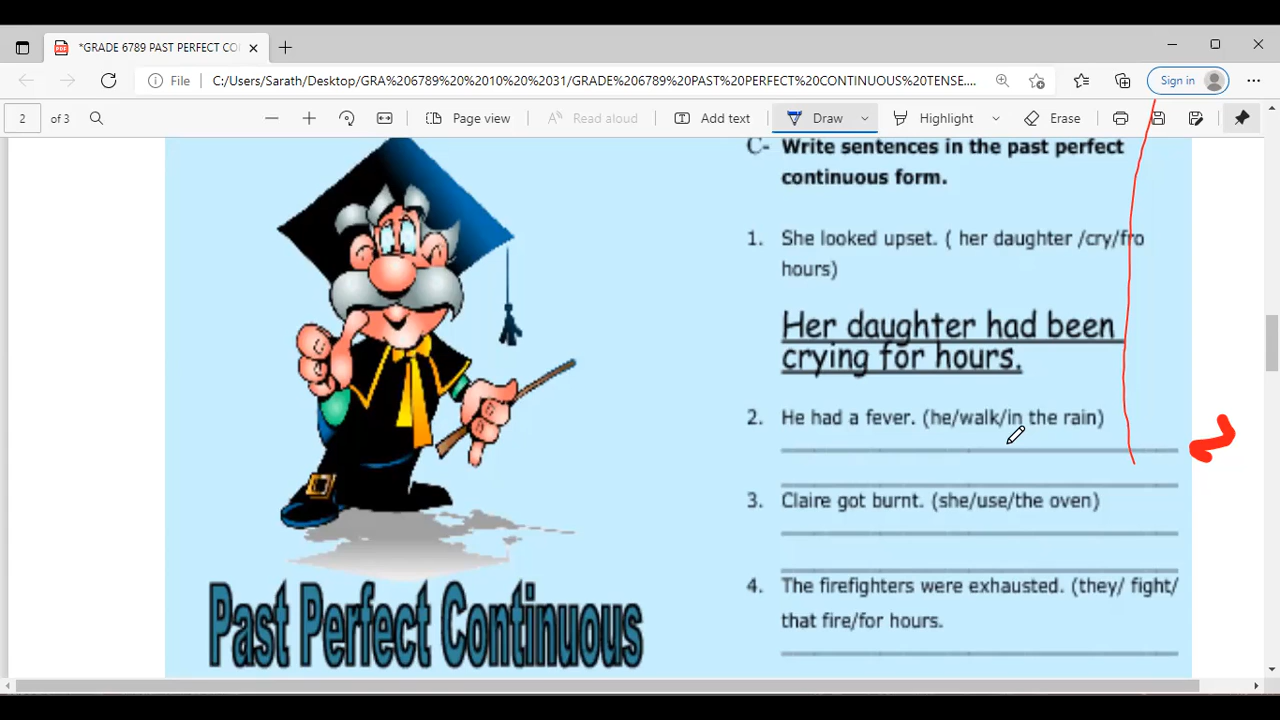 *GRADE 6789 PAST PERFECT CO
File
C:/Users/Sarath/Desktop/GRA%206789%20%2010%20%2031/GRADE%206789%20PAST%20PERFECT%20CONTINUOUS%20TENSE....
Sign in
2 of 3
Page view
Read aloud
Add text
Draw
Highlight
Erase
C- Write sentences in the past perfect
continuous form.
1. She looked upset. ( her daughter /cry/fro
hours)
Her daughter had been
crying for hours.
2. He had a fever. (he/walk/in the rain)
3. Claire got burnt. (she/use/the oven)
4. The firefighters were exhausted. (they/ fight/
that fire/for hours.
Past Perfect Continuous